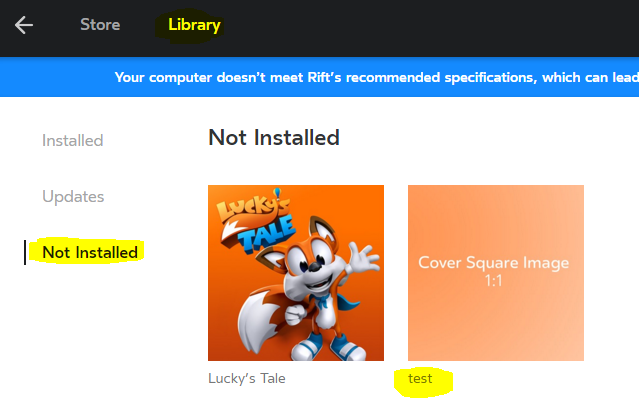 Store
Library
Your computer doesn't meet Rift's recommended specifications, which can lead
Installed
Updates
Not Installed
Not Installed
LUCKY'S
TALE
Cover Square Image
1:1
Lucky's Tale
test